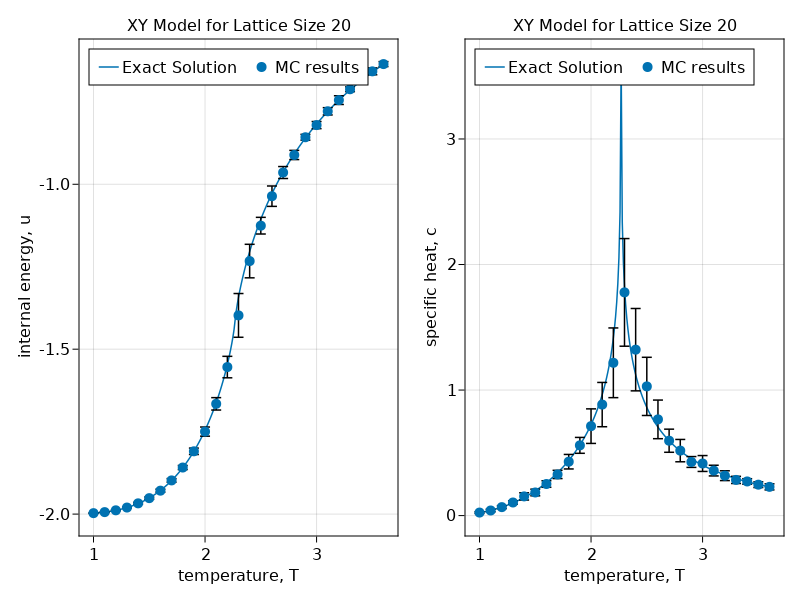 XY Model for Lattice Size 20
Exact Solution MC results
-1.0
-1.5
-2.0
internal energy, u
1 2 3
temperature, T
XY Model for Lattice Size 20
Exact Solution MC results
3
2
1
0
specific heat, c
1 2 3
temperature, T